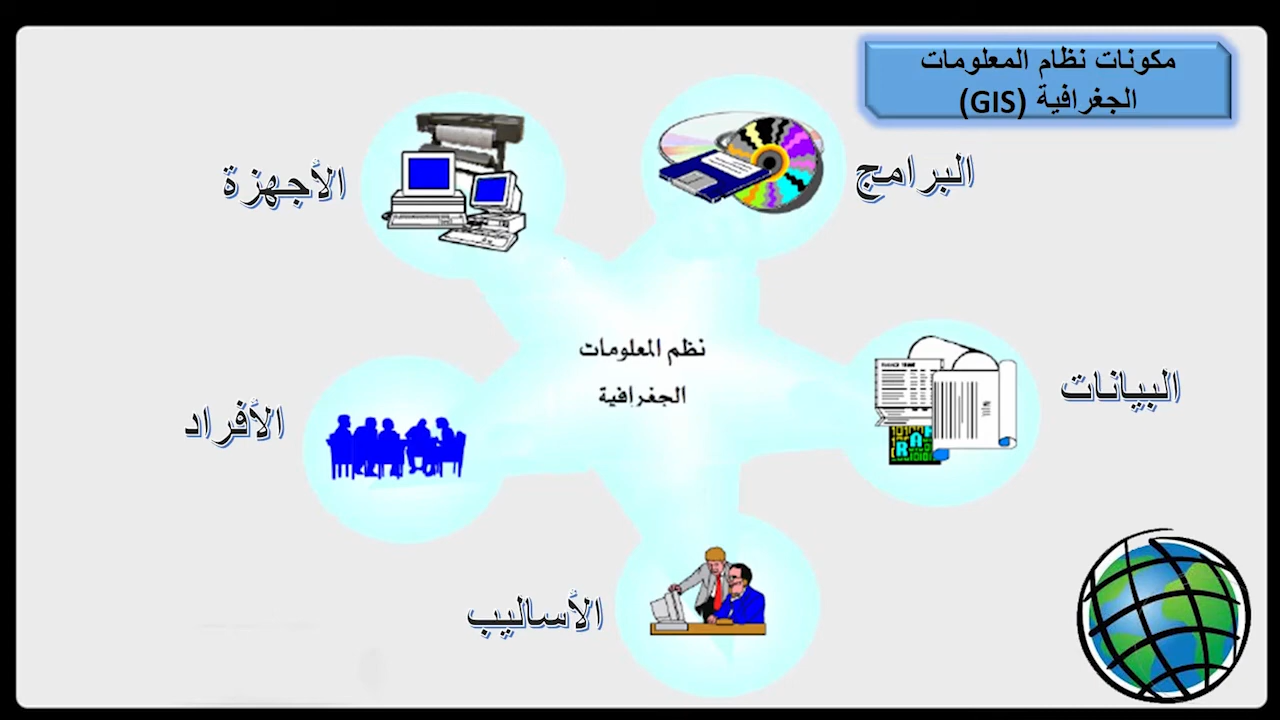 مكونات نظام المعلومات
الجغرافية (GIS)
البرامج
الأجهزة
نظم المعلومات
الجغرافية
البيانات
الأفراد
الأساليب